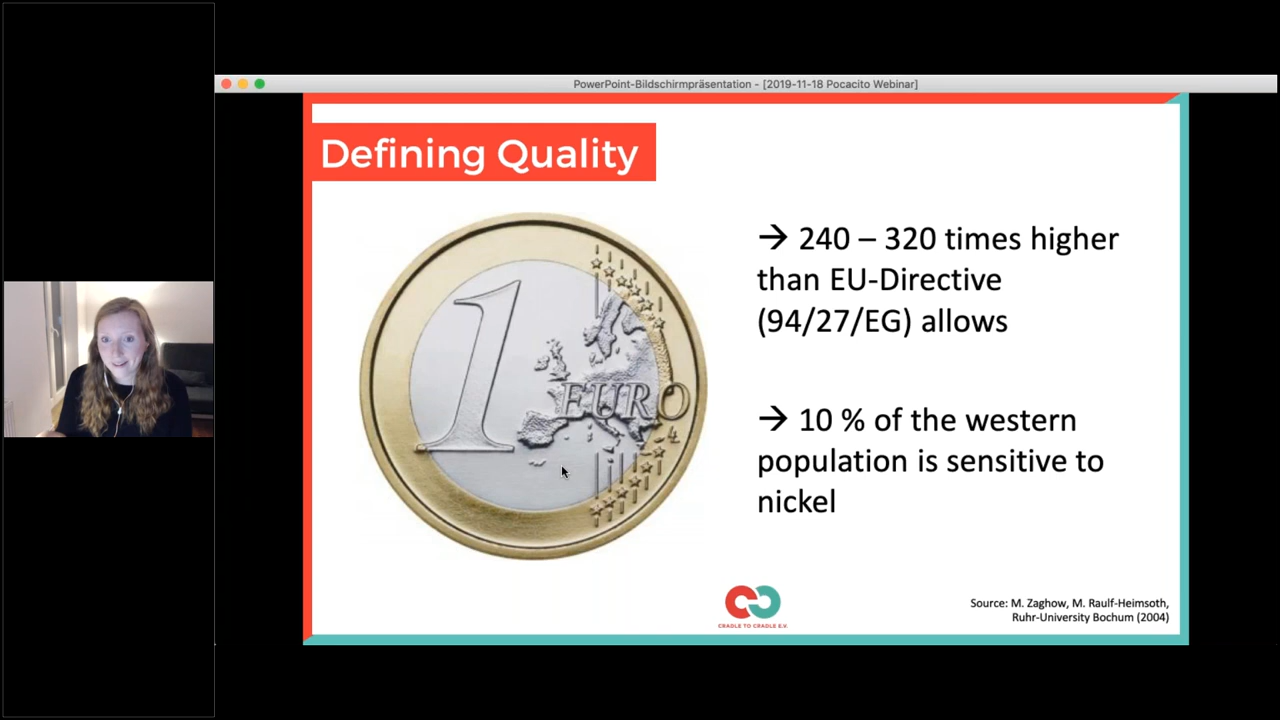 PowerPoint-Bildschirmpräsentation - [2019-11-18 Pocacito Webinar]
Defining Quality
1
EURO
→ 240 – 320 times higher
than EU-Directive
(94/27/EG) allows
→ 10 % of the western
population is sensitive to
nickel
CRADLE TO CRADLE E.V.
Source: M. Zaghow, M. Raulf-Heimsoth,
Ruhr-University Bochum (2004)